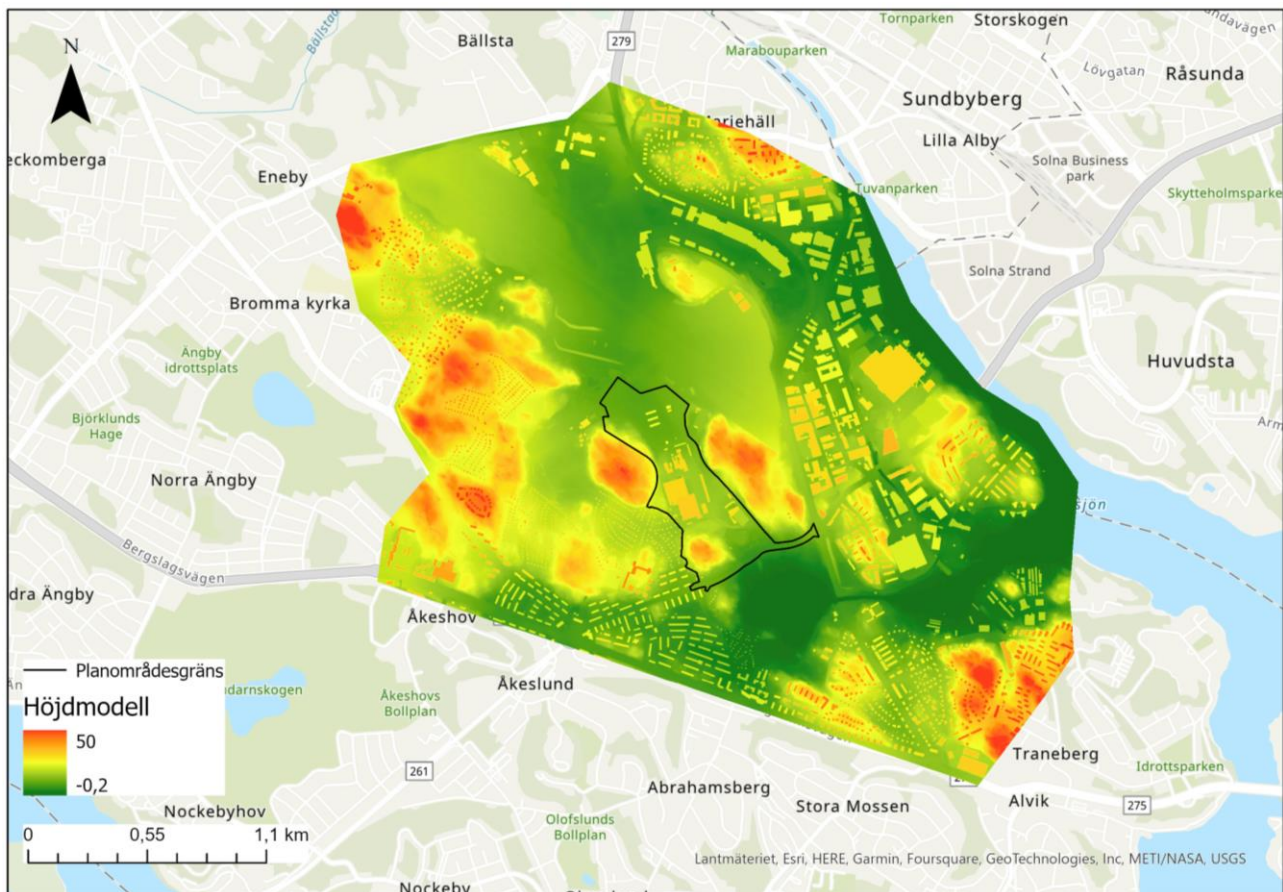 Tornparken
Storskogen
N
Bällsta
279
Marabouparken
Lövgatan
Råsunda
Sundbyberg
Lilla Alby
Solna Business
park
Eneby
Tuvanparken
Skytteholmsparke
Solna Strand
Bromma kyrka
Ängby
idrottsplats
Huvudsta
Björklunds
Hage
Norra Ängby
Bergslagsvägen
Åkeshov
Planområdesgräns
Höjdmodell
50
-0,2
Åkeshovs
Bollplan
Åkeslund
Traneberg
261
Idrottsparken
Abrahamsberg
Stora Mossen
Alvik
275
Nockebyhov
Olofslunds
Bollplan
0
0,55
1,1 km
Lantmäteriet, Esri, HERE, Garmin, Foursquare, GeoTechnologies, Inc, METI/NASA, USGS
Nockeby